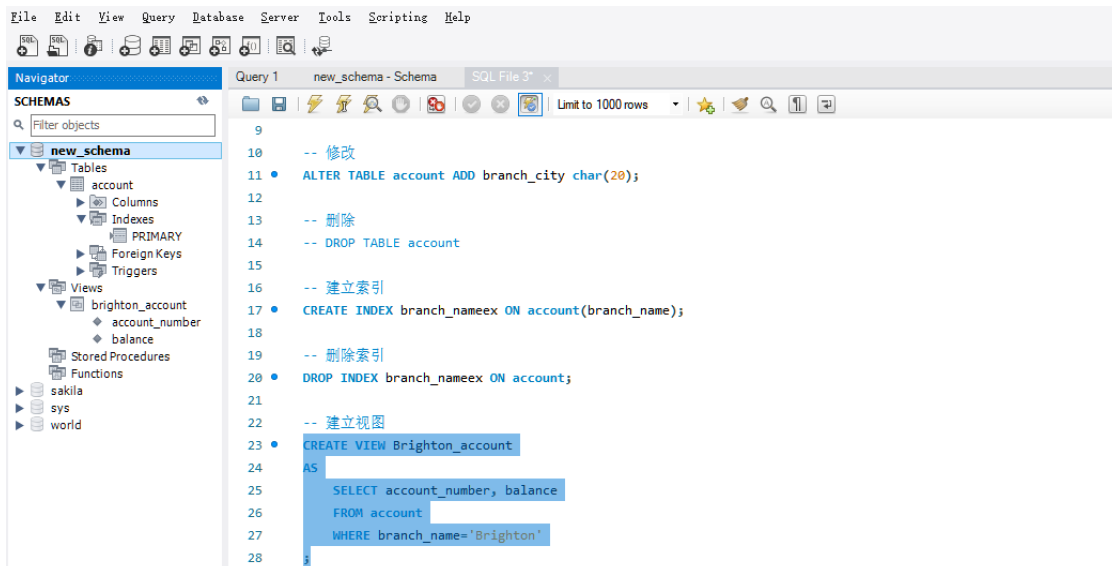 File Edit View Query Database Server Tools Scripting Help
Navigator
SCHEMAS
Filter objects
new_schema
Tables
account
Columns
Indexes
PRIMARY
Foreign Keys
Triggers
Views
brighton_account
account_number
balance
Stored Procedures
Functions
sakila
sys
world
Query 1 new_schema - Schema SQL File 3* ×
Limit to 1000 rows
9
10 -- 修改
11 ALTER TABLE account ADD branch_city char(20);
12
13 -- 删除
14 -- DROP TABLE account
15
16 -- 建立索引
17 CREATE INDEX branch_nameex ON account(branch_name);
18
19 -- 删除索引
20 DROP INDEX branch_nameex ON account;
21
22 -- 建立视图
23 CREATE VIEW Brighton_account
24 AS
25 SELECT account_number, balance
26 FROM account
27 WHERE branch_name='Brighton'
28 ;